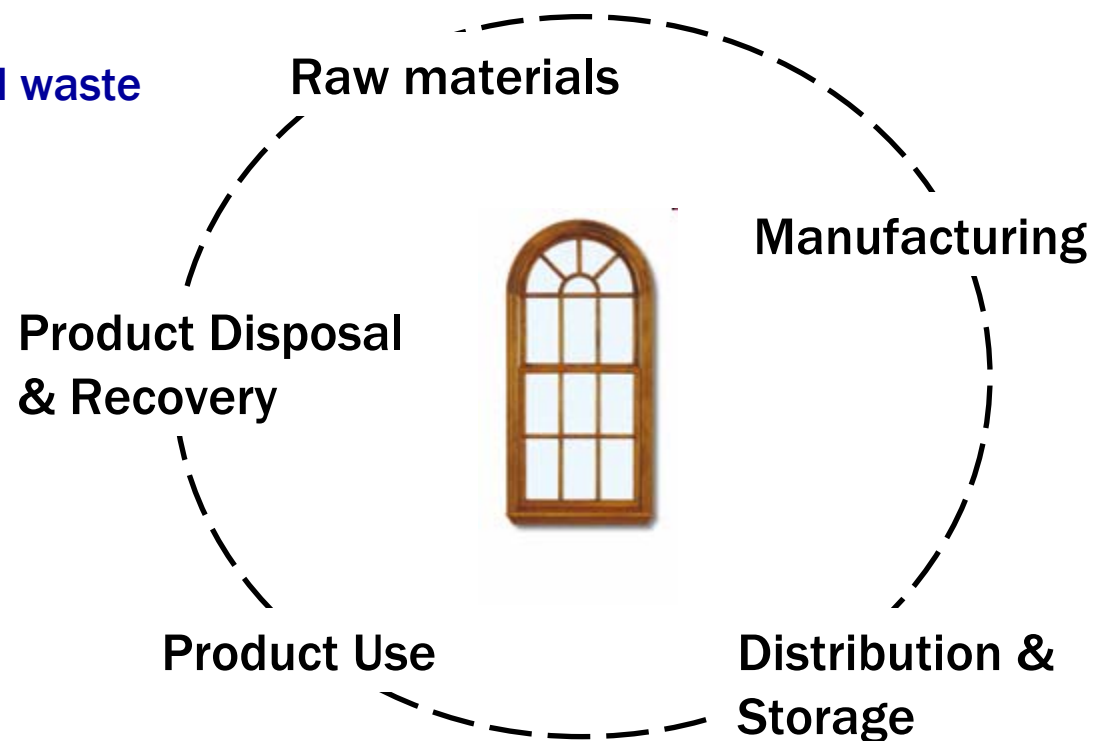 waste
Raw materials
Manufacturing
Product Disposal
& Recovery
Product Use
Distribution &
Storage